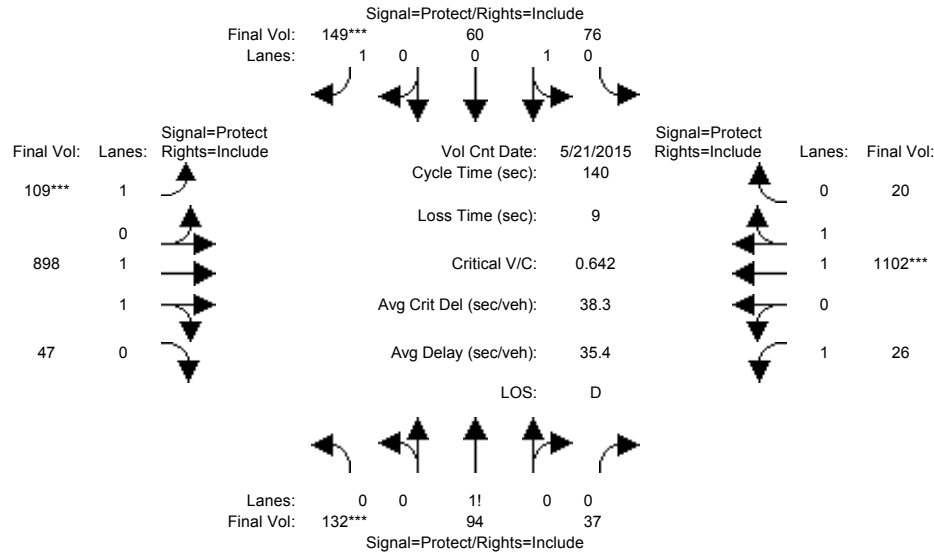 Signal=Protect/Rights=Include
Final Vol: 149*** 60 76
Lanes: 1 0 0 1 0
Signal=Protect Signal=Protect
Final Vol: Lanes: Rights=Include Vol Cnt Date: 5/21/2015 Rights=Include Lanes: Final Vol:
Cycle Time (sec): 140
109*** 1 0 20
Loss Time (sec): 9
0 1
898 1 Critical V/C: 0.642 1 1102***
1 Avg Crit Del (sec/veh): 38.3 0
47 0 Avg Delay (sec/veh): 35.4 1 26
LOS: D
Lanes: 0 0 1! 0 0
Final Vol: 132*** 94 37
Signal=Protect/Rights=Include